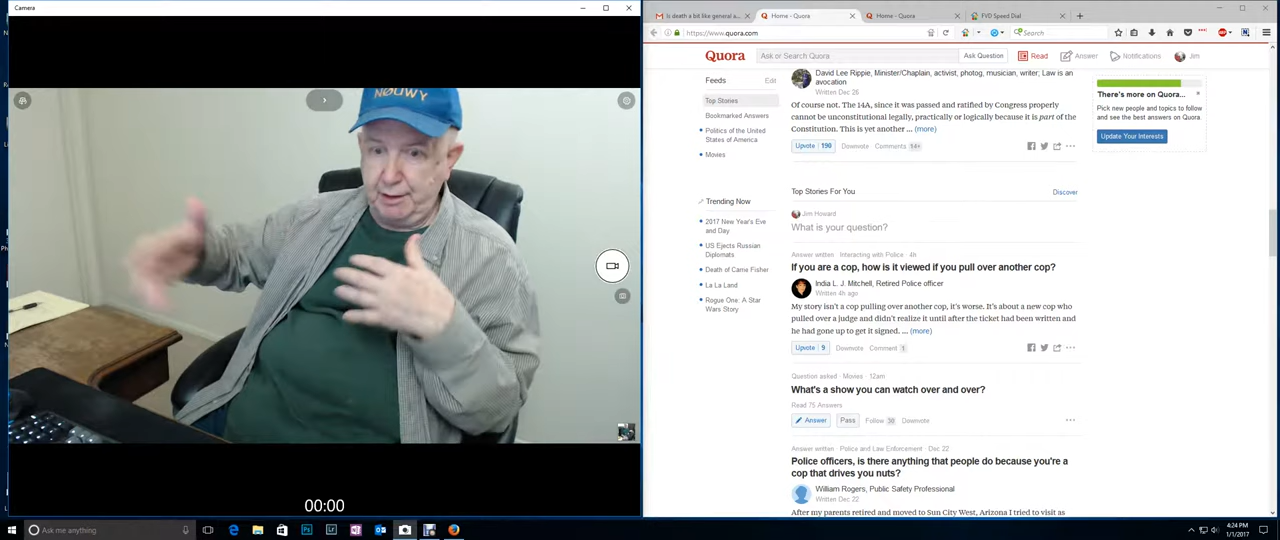 Camera
NØUWY
00:00
Is death a bit like general a...
Home - Quora
Home - Quora
FVD Speed Dial
https://www.quora.com
Search
Quora
Ask or Search Quora
Ask Question
Read
Answer
Notifications
Jim
Feeds
Edit
Top Stories
Bookmarked Answers
Politics of the United
States of America
Movies
Trending Now
2017 New Year's Eve
and Day
US Ejects Russian
Diplomats
Death of Carrie Fisher
La La Land
Rogue One: A Star
Wars Story
David Lee Rippie, Minister/Chaplain, activist, photog, musician, writer; Law is an
avocation
Written Dec 26
Of course not. The 14A, since it was passed and ratified by Congress properly
cannot be unconstitutional legally, practically or logically because it is part of the
Constitution. This is yet another ... (more)
Upvote 190 Downvote Comments 14+
Top Stories For You
Discover
Jim Howard
What is your question?
Answer written · Interacting with Police · 4h
If you are a cop, how is it viewed if you pull over another cop?
India L. J. Mitchell, Retired Police officer
Written 4h ago
My story isn't a cop pulling over another cop, it's worse. It's about a new cop who
pulled over a judge and didn't realize it until after the ticket had been written and
he had gone up to get it signed. ... (more)
Upvote 9 Downvote Comment 1
Question asked · Movies · 12am
What's a show you can watch over and over?
Read 75 Answers
Answer Pass Follow 30 Downvote
Answer written · Police and Law Enforcement · Dec 22
Police officers, is there anything that people do because you're a
cop that drives you nuts?
William Rogers, Public Safety Professional
Written Dec 22
After my parents retired and moved to Sun City West, Arizona I tried to visit as
There's more on Quora...
Pick new people and topics to follow
and see the best answers on Quora.
Update Your Interests
Ask me anything
4:24 PM
1/1/2017